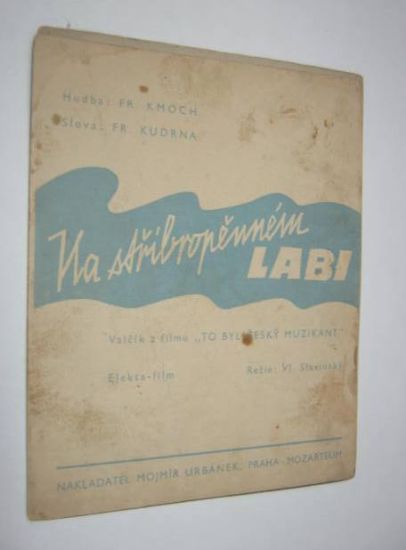 Hudba: FR. KMOCH
Slova: FR. KUDRNA
Na stříbropěnném
LABI
Valčík z filmu „TO BYL ČESKÝ MUZIKANT"
Elekta-film Režie: Vl. Slavínský
NAKLADATEL MOJMÍR URBÁNEK, PRAHA-MOZARTEUM